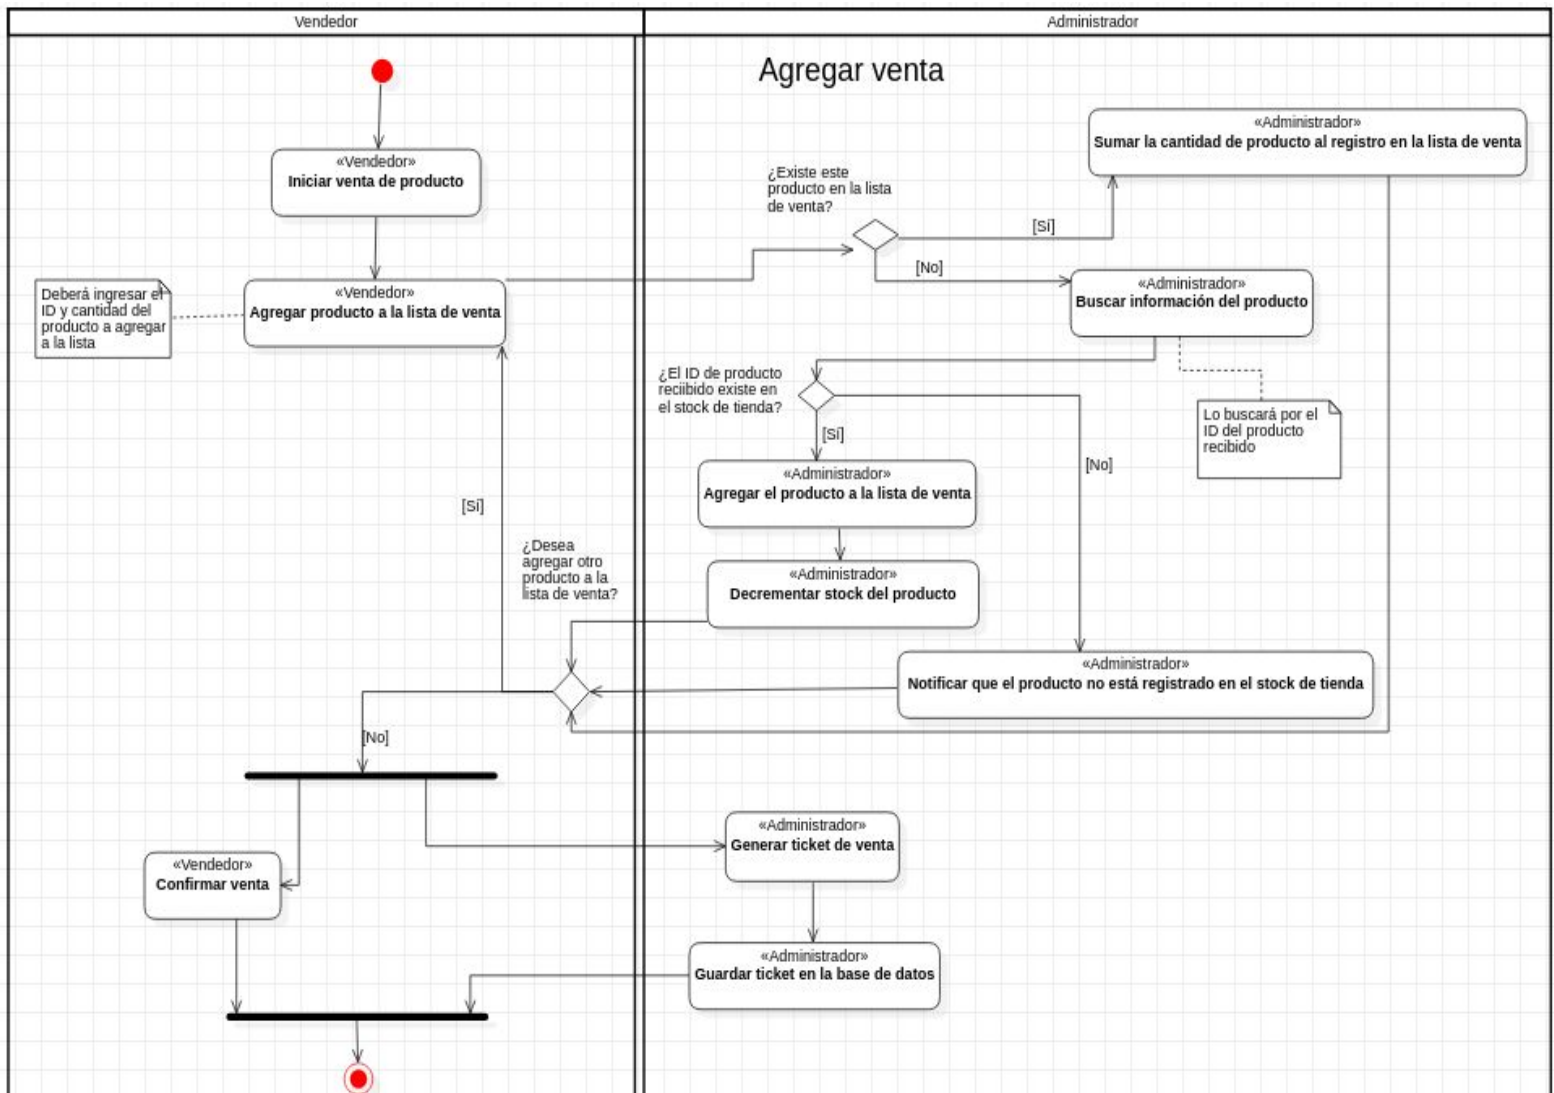 Vendedor
Administrador
Agregar venta
«Vendedor»
Iniciar venta de producto
«Administrador»
Sumar la cantidad de producto al registro en la lista de venta
¿Existe este
producto en la lista
de venta?
[Sí]
[No]
Deberá ingresar el
ID y cantidad del
producto a agregar
a la lista
«Vendedor»
Agregar producto a la lista de venta
«Administrador»
Buscar información del producto
¿El ID de producto
reciibido existe en
el stock de tienda?
[Sí]
[No]
Lo buscará por el
ID del producto
recibido
«Administrador»
Agregar el producto a la lista de venta
[Sí]
¿Desea
agregar otro
producto a la
lista de venta?
«Administrador»
Decrementar stock del producto
«Administrador»
Notificar que el producto no está registrado en el stock de tienda
[No]
«Administrador»
Generar ticket de venta
«Vendedor»
Confirmar venta
«Administrador»
Guardar ticket en la base de datos